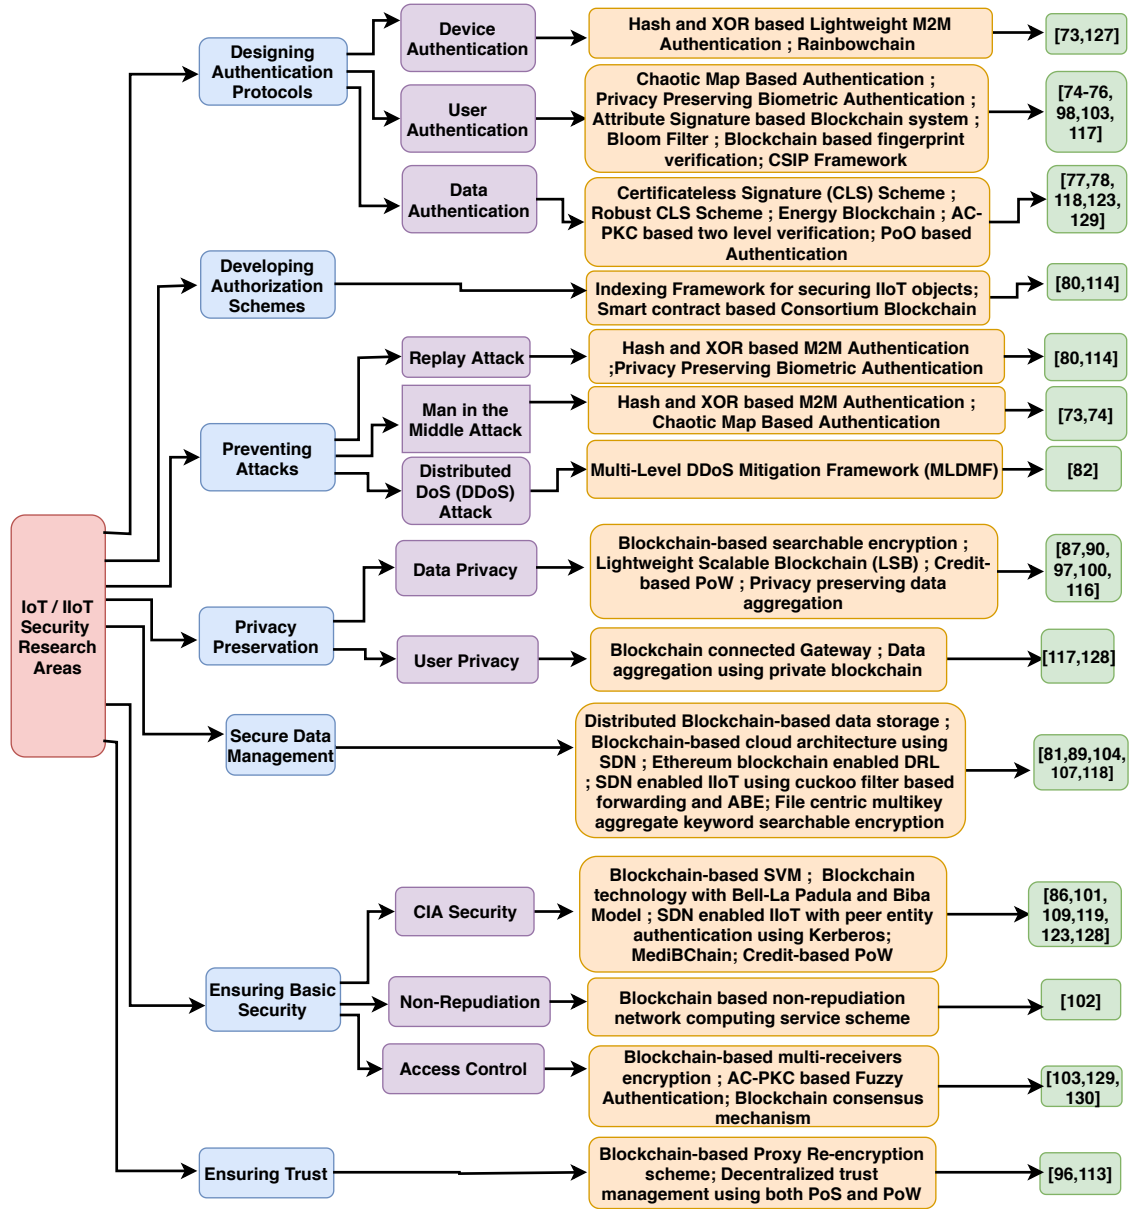 Device
Authentication
Hash and XOR based Lightweight M2M
Authentication ; Rainbowchain
[73,127]
Designing
Authentication
Protocols
User
Authentication
Chaotic Map Based Authentication ;
Privacy Preserving Biometric Authentication ;
Attribute Signature based Blockchain system ;
Bloom Filter ; Blockchain based fingerprint
verification; CSIP Framework
[74-76,
98,103,
117]
Data
Authentication
Certificateless Signature (CLS) Scheme ;
Robust CLS Scheme ; Energy Blockchain ; AC-
PKC based two level verification; PoO based
Authentication
[77,78,
118,123,
129]
Developing
Authorization
Schemes
Indexing Framework for securing IIoT objects;
Smart contract based Consortium Blockchain
[80,114]
Replay Attack
Hash and XOR based M2M Authentication
;Privacy Preserving Biometric Authentication
[80,114]
Preventing
Attacks
Man in the
Middle Attack
Hash and XOR based M2M Authentication ;
Chaotic Map Based Authentication
[73,74]
Distributed
DoS (DDoS)
Attack
Multi-Level DDoS Mitigation Framework (MLDMF)
[82]
IoT / IIoT
Security
Research
Areas
Privacy
Preservation
Data Privacy
Blockchain-based searchable encryption ;
Lightweight Scalable Blockchain (LSB) ; Credit-
based PoW ; Privacy preserving data
aggregation
[87,90,
97,100,
116]
User Privacy
Blockchain connected Gateway ; Data
aggregation using private blockchain
[117,128]
Secure Data
Management
Distributed Blockchain-based data storage ;
Blockchain-based cloud architecture using
SDN ; Ethereum blockchain enabled DRL
; SDN enabled IIoT using cuckoo filter based
forwarding and ABE; File centric multikey
aggregate keyword searchable encryption
[81,89,104,
107,118]
Ensuring Basic
Security
CIA Security
Blockchain-based SVM ; Blockchain
technology with Bell-La Padula and Biba
Model ; SDN enabled IIoT with peer entity
authentication using Kerberos;
MediBChain; Credit-based PoW
[86,101,
109,119,
123,128]
Non-Repudiation
Blockchain based non-repudiation
network computing service scheme
[102]
Access Control
Blockchain-based multi-receivers
encryption ; AC-PKC based Fuzzy
Authentication; Blockchain consensus
mechanism
[103,129,
130]
Ensuring Trust
Blockchain-based Proxy Re-encryption
scheme; Decentralized trust
management using both PoS and PoW
[96,113]